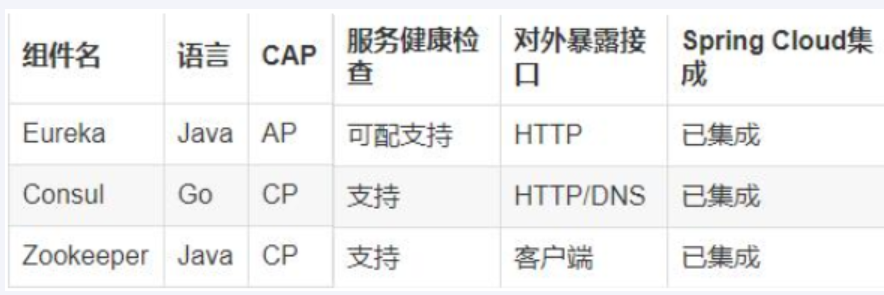 组件名 语言 CAP 服务健康检查 对外暴露接口 Spring Cloud集成
Eureka Java AP 可配支持 HTTP 已集成
Consul Go CP 支持 HTTP/DNS 已集成
Zookeeper Java CP 支持 客户端 已集成